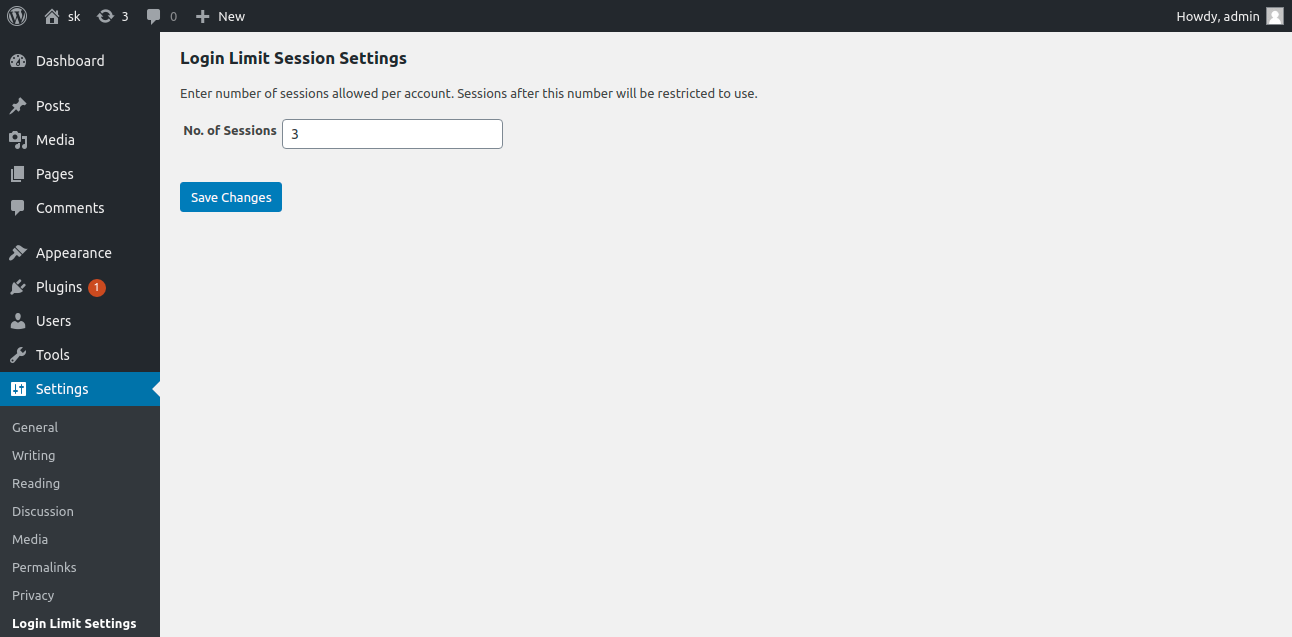 sk 3 0 New Howdy, admin
Dashboard
Posts
Media
Pages
Comments
Appearance
Plugins 1
Users
Tools
Settings
General
Writing
Reading
Discussion
Media
Permalinks
Privacy
Login Limit Settings
Login Limit Session Settings
Enter number of sessions allowed per account. Sessions after this number will be restricted to use.
No. of Sessions 3
Save Changes